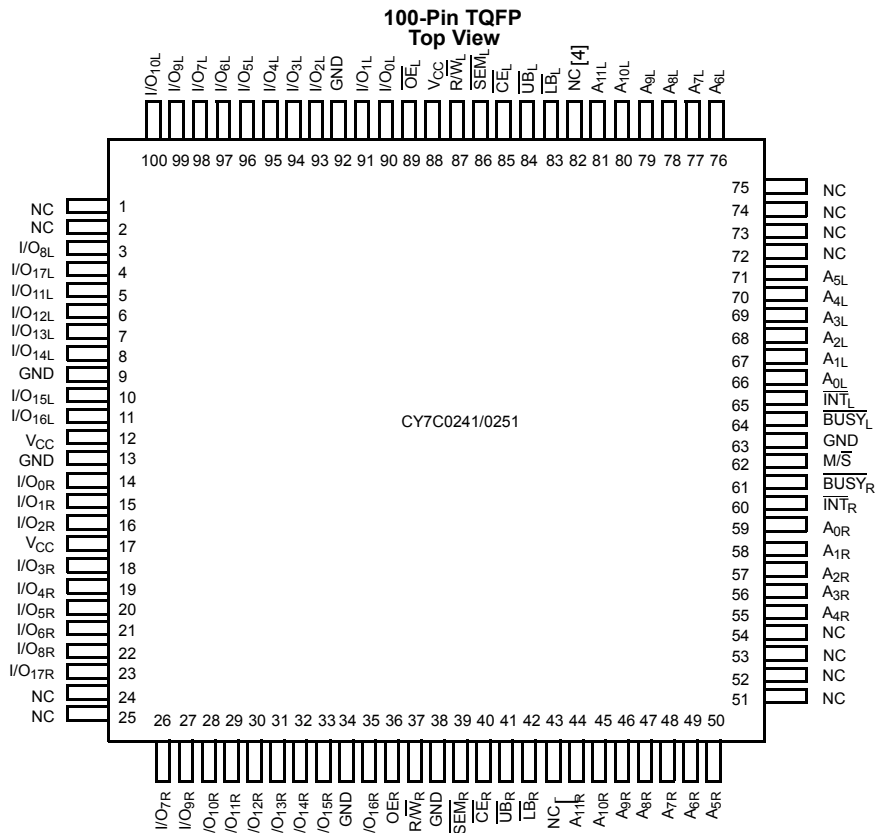 100-Pin TQFP
Top View
I/O10L I/O9L I/O7L I/O6L I/O5L I/O4L I/O3L I/O2L GND I/O1L I/O0L OEL VCC R/WL SEML CEL UBL LBL NC[4] A11L A10L A9L A8L A7L A6L
100 99 98 97 96 95 94 93 92 91 90 89 88 87 86 85 84 83 82 81 80 79 78 77 76
NC 1
NC 2
I/O8L 3
I/O17L 4
I/O11L 5
I/O12L 6
I/O13L 7
I/O14L 8
GND 9
I/O15L 10
I/O16L 11
VCC 12
GND 13
I/O0R 14
I/O1R 15
I/O2R 16
VCC 17
I/O3R 18
I/O4R 19
I/O5R 20
I/O6R 21
I/O8R 22
I/O17R 23
NC 24
NC 25
CY7C0241/0251
75 NC
74 NC
73 NC
72 NC
71 A5L
70 A4L
69 A3L
68 A2L
67 A1L
66 A0L
65 INTL
64 BUSYL
63 GND
62 M/S
61 BUSYR
60 INTR
59 A0R
58 A1R
57 A2R
56 A3R
55 A4R
54 NC
53 NC
52 NC
51 NC
26 27 28 29 30 31 32 33 34 35 36 37 38 39 40 41 42 43 44 45 46 47 48 49 50
I/O7R I/O9R /O10R /O11R /O12R /O13R /O14R /O15R GND /O16R OER R/WR GND SEMR CER UBR LBR NC A11R A10R A9R A8R A7R A6R A5R